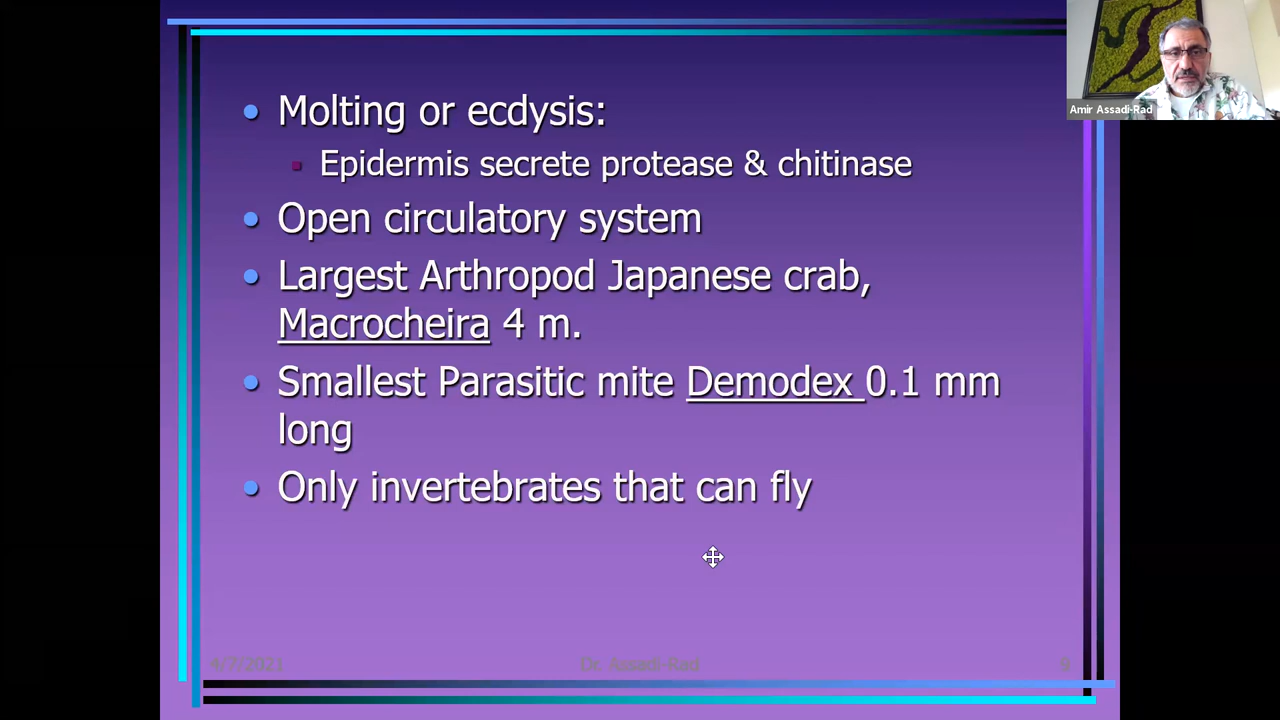 Amir Assadi-Rad
Molting or ecdysis:
Epidermis secrete protease & chitinase
Open circulatory system
Largest Arthropod Japanese crab,
Macrocheira 4 m.
Smallest Parasitic mite Demodex 0.1 mm
long
Only invertebrates that can fly
4/7/2021
Dr. Assadi-Rad
9